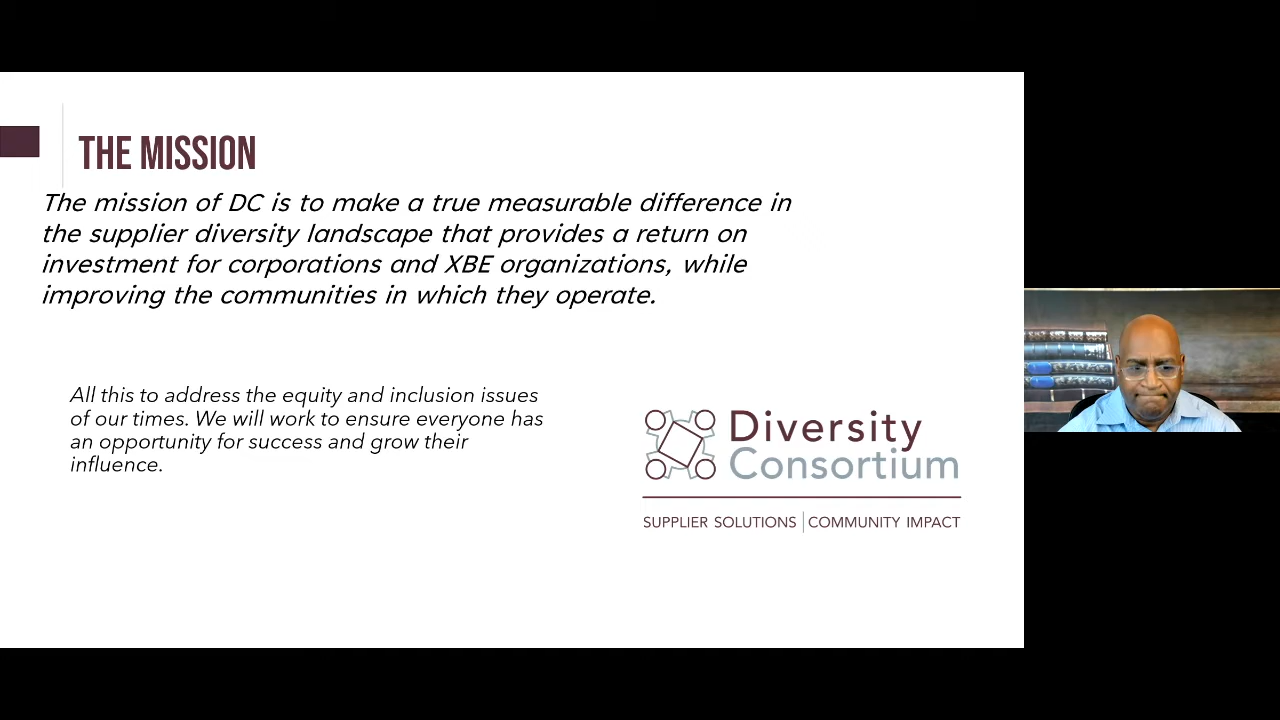 THE MISSION
The mission of DC is to make a true measurable difference in
the supplier diversity landscape that provides a return on
investment for corporations and XBE organizations, while
improving the communities in which they operate.
All this to address the equity and inclusion issues
of our times. We will work to ensure everyone has
an opportunity for success and grow their
influence.
Diversity
Consortium
SUPPLIER SOLUTIONS | COMMUNITY IMPACT